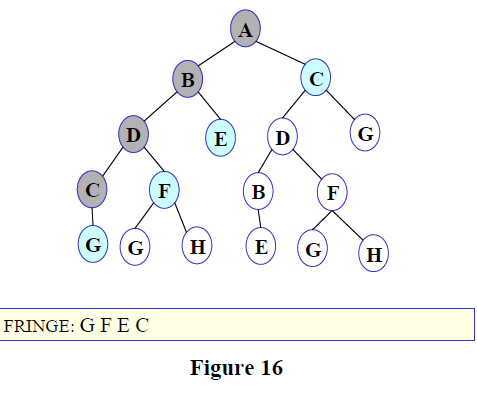 A
B C
D E D G
C F B F
G G H E G H
FRINGE: G F E C
Figure 16